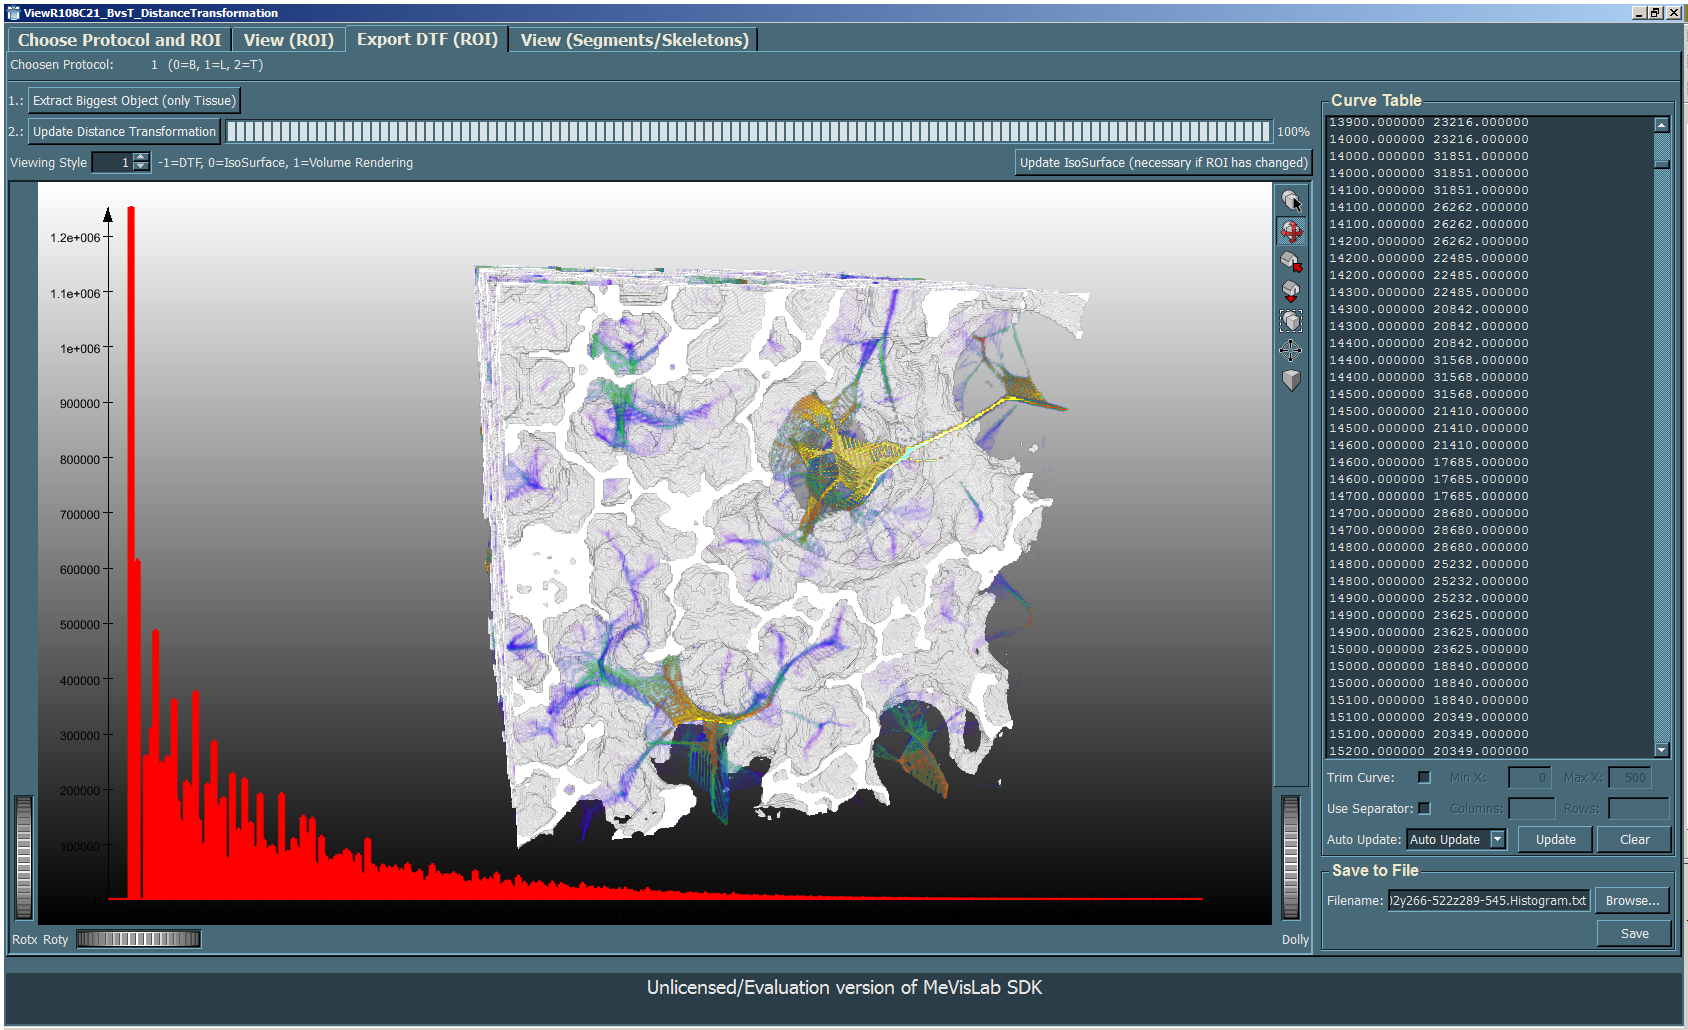 ViewR108C21_BvsT_DistanceTransformation
Choose Protocol and ROI
View (ROI)
Export DTF (ROI)
View (Segments/Skeletons)
Choosen Protocol: 1 (0=B, 1=L, 2=T)
1.: Extract Biggest Object (only Tissue)
2.: Update Distance Transformation
100%
Viewing Style 1 -1=DTF, 0=IsoSurface, 1=Volume Rendering
Update IsoSurface (necessary if ROI has changed)
1.2e+006
1.1e+006
1e+006
900000
800000
700000
600000
500000
400000
300000
200000
100000
0
Rotx Roty
Dolly
Curve Table
13900.000000 23216.000000
14000.000000 23216.000000
14000.000000 31851.000000
14000.000000 31851.000000
14100.000000 31851.000000
14100.000000 26262.000000
14100.000000 26262.000000
14200.000000 26262.000000
14200.000000 22485.000000
14200.000000 22485.000000
14300.000000 22485.000000
14300.000000 20842.000000
14300.000000 20842.000000
14400.000000 20842.000000
14400.000000 31568.000000
14400.000000 31568.000000
14500.000000 31568.000000
14500.000000 21410.000000
14500.000000 21410.000000
14600.000000 21410.000000
14600.000000 17685.000000
14600.000000 17685.000000
14700.000000 17685.000000
14700.000000 28680.000000
14700.000000 28680.000000
14800.000000 28680.000000
14800.000000 25232.000000
14800.000000 25232.000000
14900.000000 25232.000000
14900.000000 23625.000000
14900.000000 23625.000000
15000.000000 23625.000000
15000.000000 18840.000000
15000.000000 18840.000000
15100.000000 18840.000000
15100.000000 20349.000000
15100.000000 20349.000000
15200.000000 20349.000000
Trim Curve: Min X: 0 Max X: 500
Use Separator: Columns: Rows:
Auto Update: Auto Update Update Clear
Save to File
Filename: )2y266-522z289-545.Histogram.txt Browse...
Save
Unlicensed/Evaluation version of MeVisLab SDK